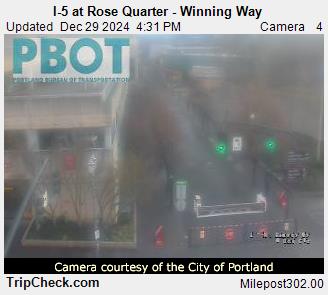 I-5 at Rose Quarter - Winning Way
Updated Dec 29 2024 4:31 PM Camera 4
PBOT
PORTLAND BUREAU OF TRANSPORTATION
Camera courtesy of the City of Portland
TripCheck.com Milepost302.00